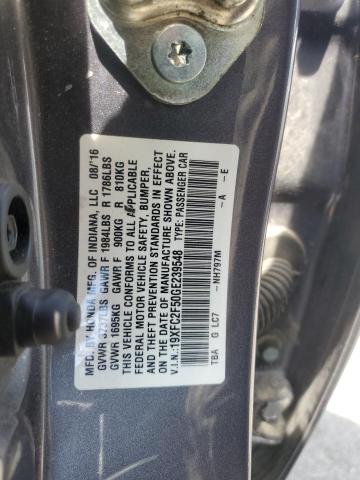 MFD. BY HONDA MFG. OF INDIANA, LLC 08/16
GVWR 3737LBS GAWR F 1984LBS R 1786LBS
GVWR 1695KG GAWR F 900KG R 810KG
THIS VEHICLE CONFORMS TO ALL APPLICABLE
FEDERAL MOTOR VEHICLE SAFETY, BUMPER,
AND THEFT PREVENTION STANDARDS IN EFFECT
ON THE DATE OF MANUFACTURE SHOWN ABOVE.
V.I.N.: 19XFC2F50GE239548 TYPE: PASSENGER CAR
NH797M -A -E
TBA G LC7